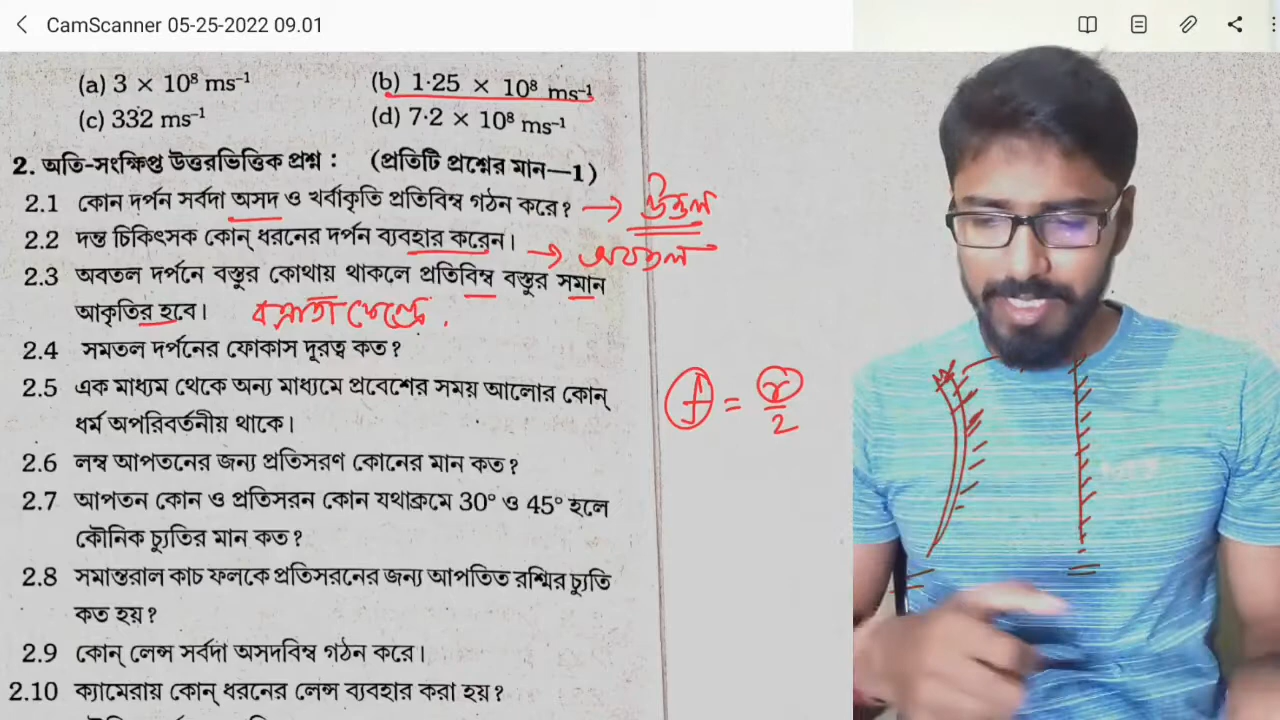 CamScanner 05-25-2022 09.01
(a) 3 × 10⁸ ms⁻¹ (b) 1·25 × 10⁸ ms⁻¹
(c) 332 ms⁻¹ (d) 7·2 × 10⁸ ms⁻¹
2. অতি-সংক্ষিপ্ত উত্তরভিত্তিক প্রশ্ন : (প্রতিটি প্রশ্নের মান—1)
2.1 কোন দর্পন সর্বদা অসদ ও খর্বাকৃতি প্রতিবিম্ব গঠন করে? → উত্তল
2.2 দন্ত চিকিৎসক কোন্ ধরনের দর্পন ব্যবহার করেন। → অবতল
2.3 অবতল দর্পনে বস্তুর কোথায় থাকলে প্রতিবিম্ব বস্তুর সমান
আকৃতির হবে। বক্রতা কেন্দ্রে.
2.4 সমতল দর্পনের ফোকাস দূরত্ব কত?
f = r/2
2.5 এক মাধ্যম থেকে অন্য মাধ্যমে প্রবেশের সময় আলোর কোন্
ধর্ম অপরিবর্তনীয় থাকে।
2.6 লম্ব আপতনের জন্য প্রতিসরণ কোনের মান কত?
2.7 আপতন কোন ও প্রতিসরন কোন যথাক্রমে 30° ও 45° হলে
কৌনিক চ্যুতির মান কত?
2.8 সমান্তরাল কাচ ফলকে প্রতিসরনের জন্য আপতিত রশ্মির চ্যুতি
কত হয়?
2.9 কোন্ লেন্স সর্বদা অসদবিম্ব গঠন করে।
2.10 ক্যামেরায় কোন্ ধরনের লেন্স ব্যবহার করা হয়?